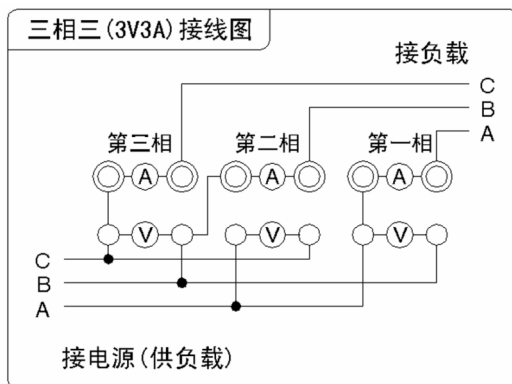 三相三(3V3A)接线图
接负载
C
B
A
第三相 第二相 第一相
A A A
V V V
C
B
A
接电源(供负载)